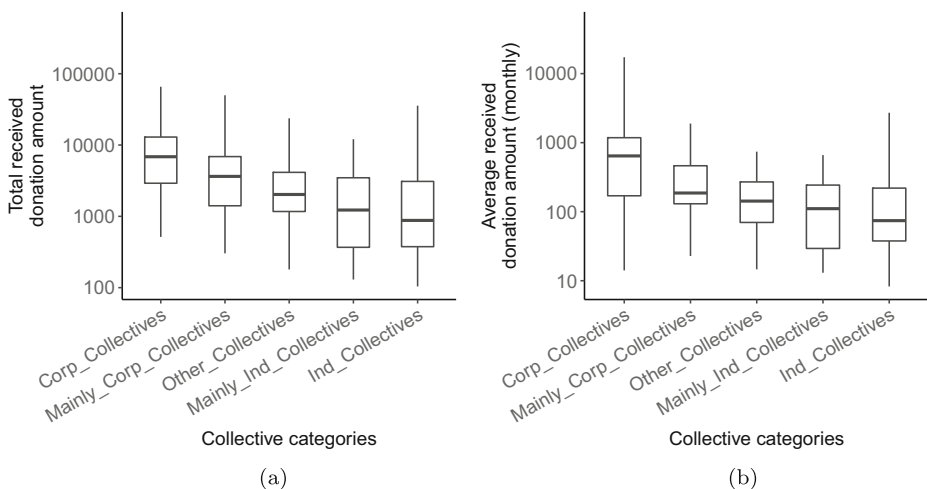 Total received
donation amount
100000
10000
1000
100
Corp_Collectives
Mainly_Corp_Collectives
Other_Collectives
Mainly_Ind_Collectives
Ind_Collectives
Collective categories
(a)
Average received
donation amount (monthly)
10000
1000
100
10
Corp_Collectives
Mainly_Corp_Collectives
Other_Collectives
Mainly_Ind_Collectives
Ind_Collectives
Collective categories
(b)